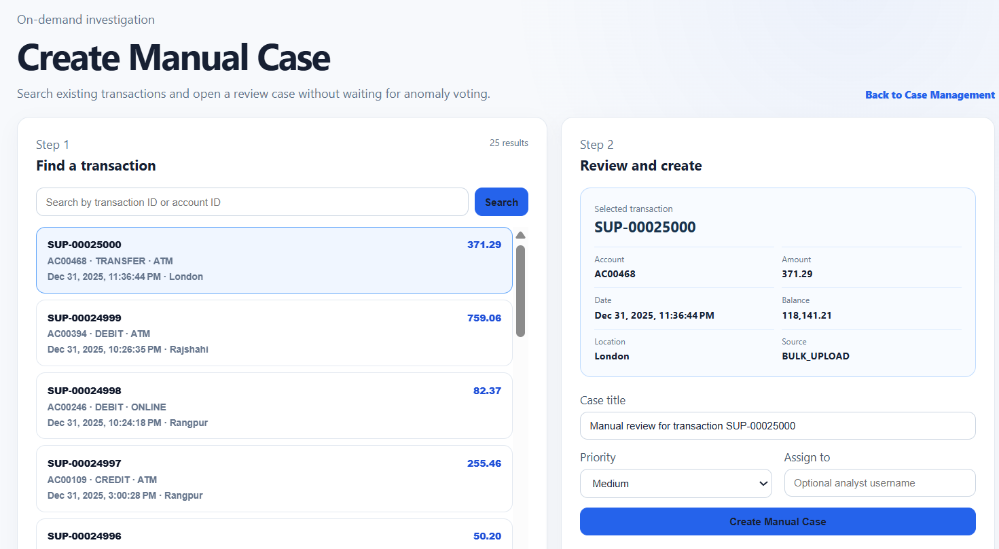 On-demand investigation
Create Manual Case
Search existing transactions and open a review case without waiting for anomaly voting.
Back to Case Management
Step 1
25 results
Find a transaction
Search by transaction ID or account ID
Search
SUP-00025000
371.29
AC00468 · TRANSFER · ATM
Dec 31, 2025, 11:36:44 PM · London
SUP-00024999
759.06
AC00394 · DEBIT · ATM
Dec 31, 2025, 10:26:35 PM · Rajshahi
SUP-00024998
82.37
AC00246 · DEBIT · ONLINE
Dec 31, 2025, 10:24:18 PM · Rangpur
SUP-00024997
255.46
AC00109 · CREDIT · ATM
Dec 31, 2025, 3:00:28 PM · Rangpur
SUP-00024996
50.20
Step 2
Review and create
Selected transaction
SUP-00025000
Account
Amount
AC00468
371.29
Date
Balance
Dec 31, 2025, 11:36:44 PM
118,141.21
Location
Source
London
BULK_UPLOAD
Case title
Manual review for transaction SUP-00025000
Priority
Assign to
Medium
Optional analyst username
Create Manual Case